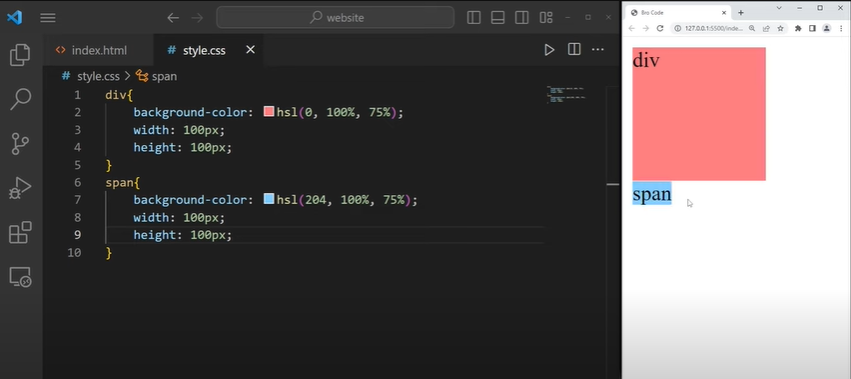 website
index.html
# style.css
# style.css > span
1 div{
2 background-color: hsl(0, 100%, 75%);
3 width: 100px;
4 height: 100px;
5 }
6 span{
7 background-color: hsl(204, 100%, 75%);
8 width: 100px;
9 height: 100px;
10 }
Bro Code
127.0.0.1:5500/inde...
div
span